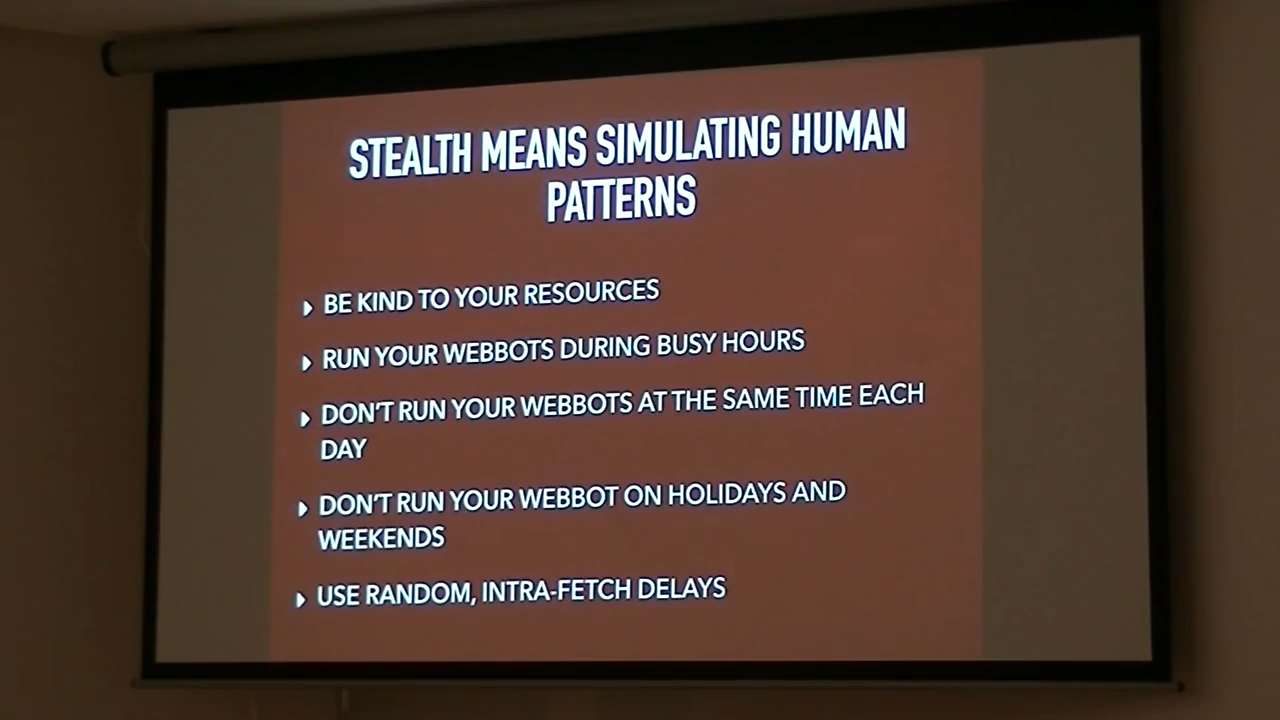 STEALTH MEANS SIMULATING HUMAN
PATTERNS
BE KIND TO YOUR RESOURCES
RUN YOUR WEBBOTS DURING BUSY HOURS
DON'T RUN YOUR WEBBOTS AT THE SAME TIME EACH
DAY
DON'T RUN YOUR WEBBOT ON HOLIDAYS AND
WEEKENDS
USE RANDOM, INTRA-FETCH DELAYS